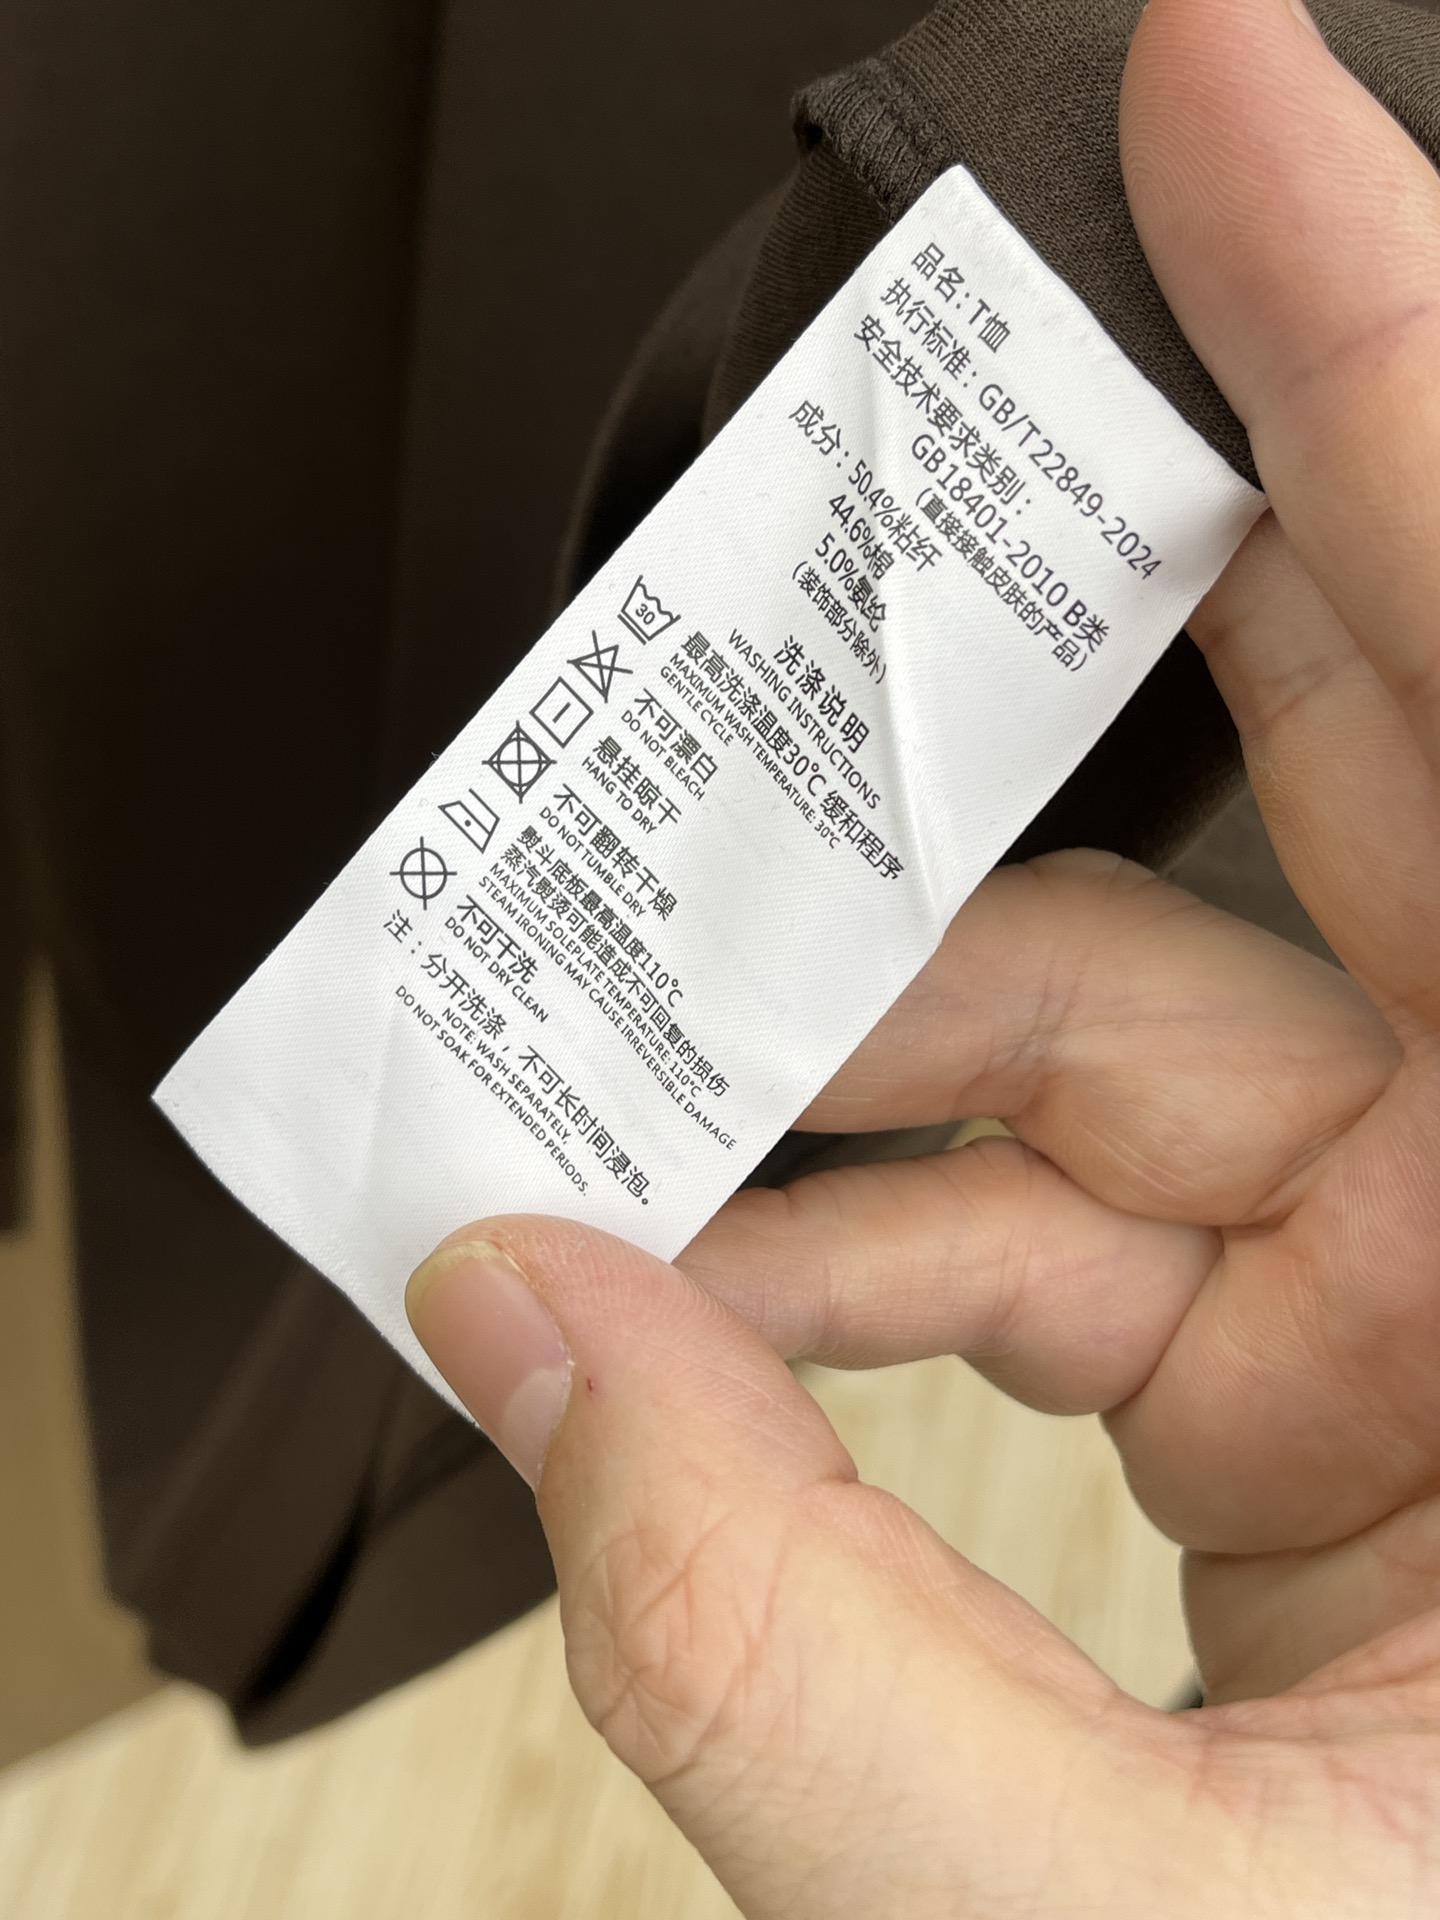 品名：T恤
执行标准：GB/T22849-2024
安全技术要求类别：
GB18401-2010 B类
(直接接触皮肤的产品)
成分：50.4%粘纤
44.6%棉
5.0%氨纶
(装饰部分除外)
洗涤说明
WASHING INSTRUCTIONS
30
最高洗涤温度30℃ 缓和程序
MAXIMUM WASH TEMPERATURE: 30℃
GENTLE CYCLE
不可漂白
DO NOT BLEACH
悬挂晾干
HANG TO DRY
不可翻转干燥
DO NOT TUMBLE DRY
熨斗底板最高温度110℃
蒸汽熨烫可能造成不可回复的损伤
MAXIMUM SOLEPLATE TEMPERATURE: 110℃
STEAM IRONING MAY CAUSE IRREVERSIBLE DAMAGE
不可干洗
DO NOT DRY CLEAN
注：分开洗涤，不可长时间浸泡。
NOTE: WASH SEPARATELY,
DO NOT SOAK FOR EXTENDED PERIODS.